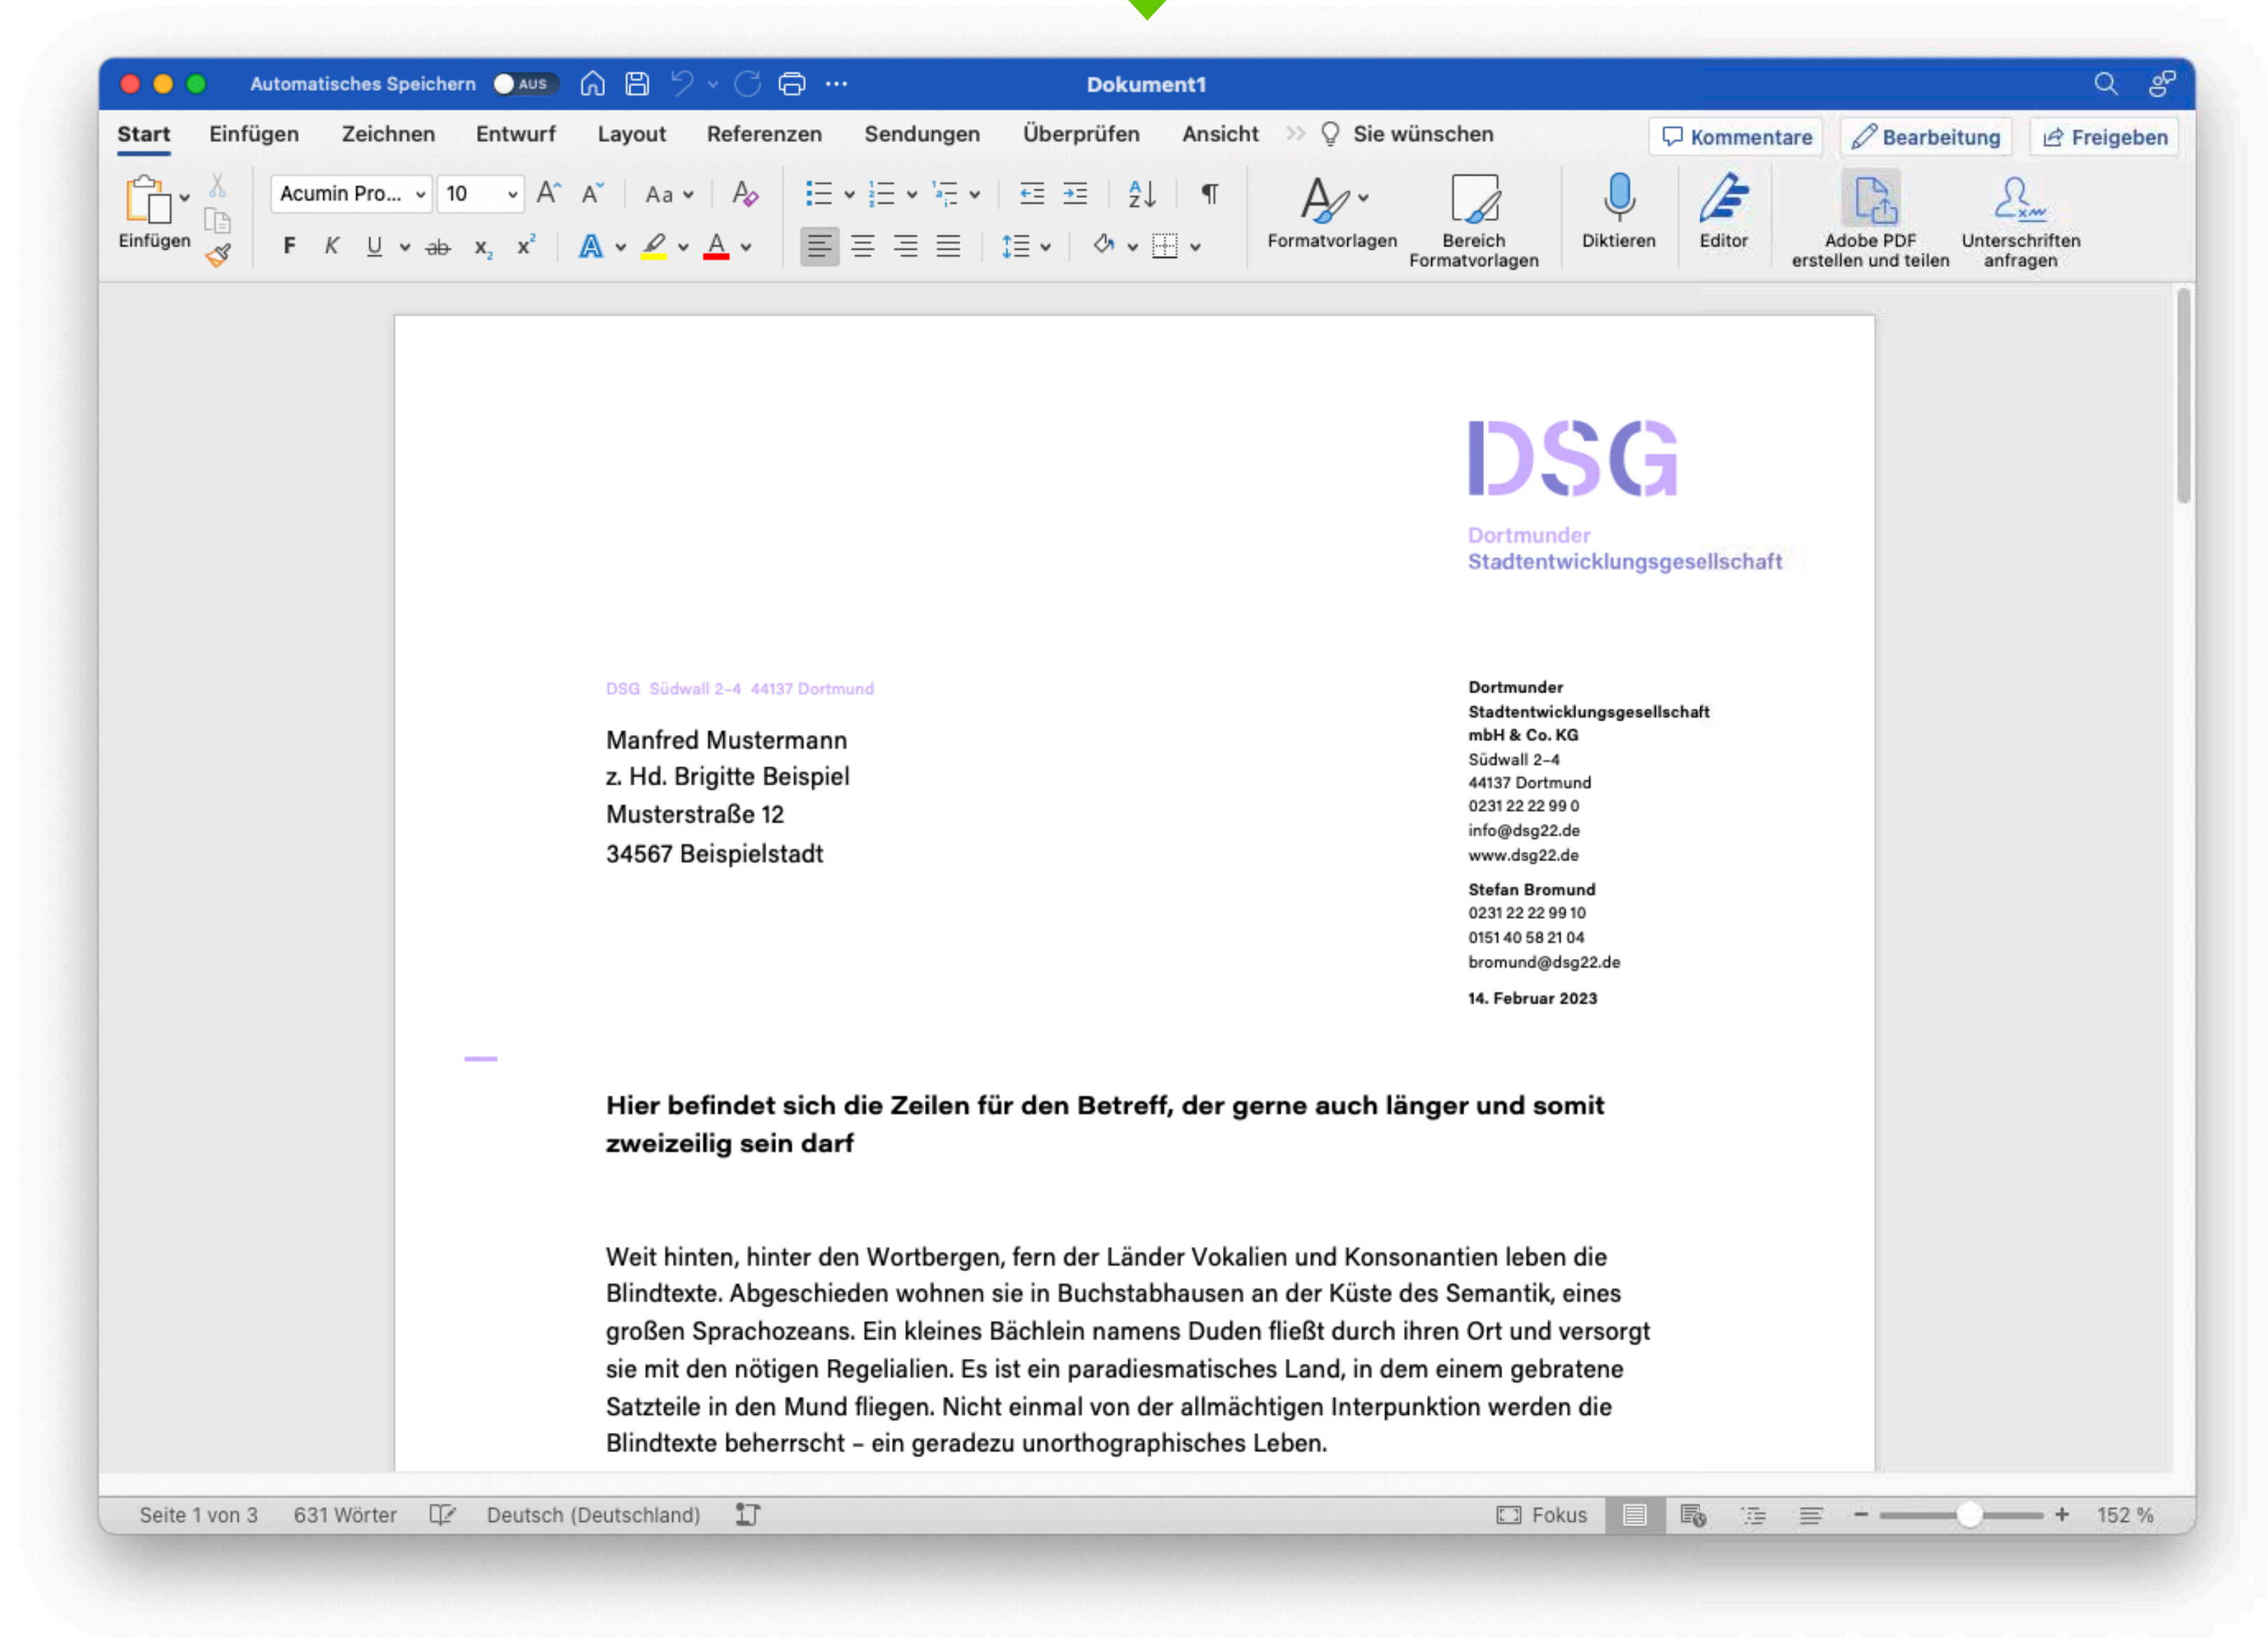 Automatisches Speichern AUS Dokument1
Start Einfügen Zeichnen Entwurf Layout Referenzen Sendungen Überprüfen Ansicht Sie wünschen Kommentare Bearbeitung Freigeben
Einfügen
Acumin Pro... 10 Aa
F K U ab x₂ x² A A
Formatvorlagen
Bereich
Formatvorlagen
Diktieren
Editor
Adobe PDF
erstellen und teilen
Unterschriften
anfragen
DSG
Dortmunder
Stadtentwicklungsgesellschaft
DSG Südwall 2–4 44137 Dortmund
Manfred Mustermann
z. Hd. Brigitte Beispiel
Musterstraße 12
34567 Beispielstadt
Dortmunder
Stadtentwicklungsgesellschaft
mbH & Co. KG
Südwall 2–4
44137 Dortmund
0231 22 22 99 0
info@dsg22.de
www.dsg22.de
Stefan Bromund
0231 22 22 99 10
0151 40 58 21 04
bromund@dsg22.de
14. Februar 2023
Hier befindet sich die Zeilen für den Betreff, der gerne auch länger und somit
zweizeilig sein darf
Weit hinten, hinter den Wortbergen, fern der Länder Vokalien und Konsonantien leben die
Blindtexte. Abgeschieden wohnen sie in Buchstabhausen an der Küste des Semantik, eines
großen Sprachozeans. Ein kleines Bächlein namens Duden fließt durch ihren Ort und versorgt
sie mit den nötigen Regelialien. Es ist ein paradiesmatisches Land, in dem einem gebratene
Satzteile in den Mund fliegen. Nicht einmal von der allmächtigen Interpunktion werden die
Blindtexte beherrscht – ein geradezu unorthographisches Leben.
Seite 1 von 3 631 Wörter Deutsch (Deutschland) Fokus 152 %